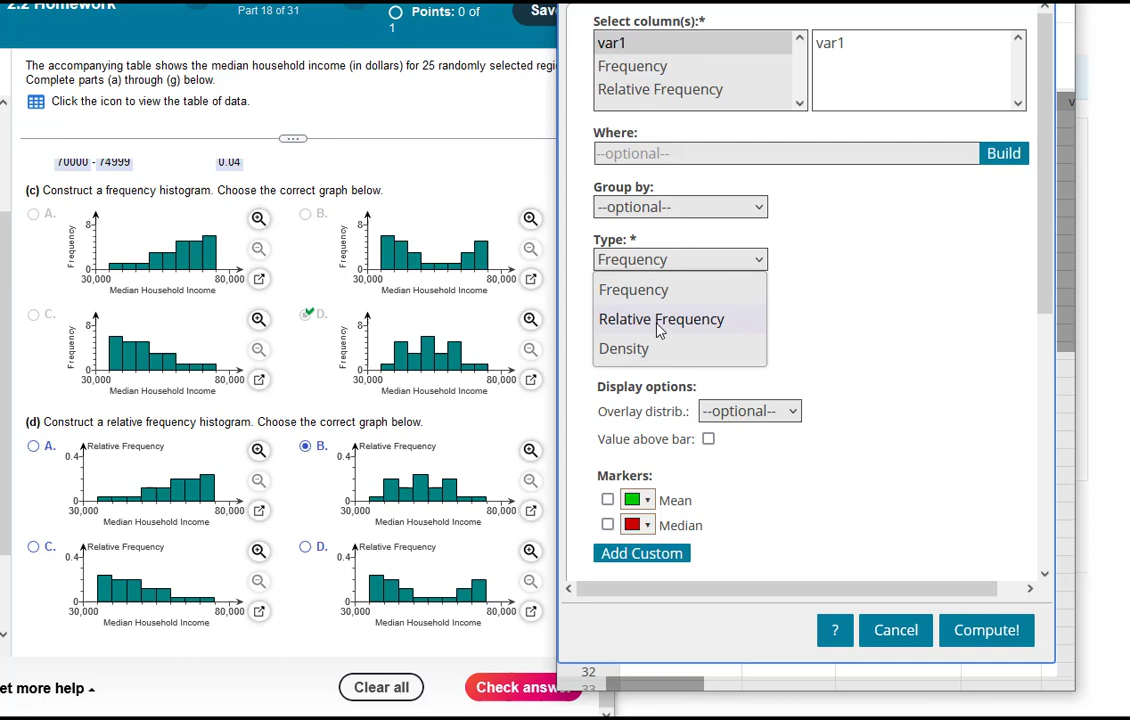 2.2 Homework
Part 18 of 31
Points: 0 of
1
Sav
The accompanying table shows the median household income (in dollars) for 25 randomly selected regi
Complete parts (a) through (g) below.
Click the icon to view the table of data.
70000 - 74999
0.04
(c) Construct a frequency histogram. Choose the correct graph below.
A.
Frequency
8
0
30,000
80,000
Median Household Income
B.
Frequency
8
0
30,000
80,000
Median Household Income
C.
Frequency
8
0
30,000
80,000
Median Household Income
D.
Frequency
8
0
30,000
80,000
Median Household Income
(d) Construct a relative frequency histogram. Choose the correct graph below.
A.
Relative Frequency
0.4
0
30,000
80,000
Median Household Income
B.
Relative Frequency
0.4
0
30,000
80,000
Median Household Income
C.
Relative Frequency
0.4
0
30,000
80,000
Median Household Income
D.
Relative Frequency
0.4
0
30,000
80,000
Median Household Income
et more help
Clear all
Check answ
Select column(s):*
var1
Frequency
Relative Frequency
var1
Where:
--optional--
Build
Group by:
--optional--
Type: *
Frequency
Frequency
Relative Frequency
Density
Display options:
Overlay distrib.: --optional--
Value above bar:
Markers:
Mean
Median
Add Custom
?
Cancel
Compute!
32
33